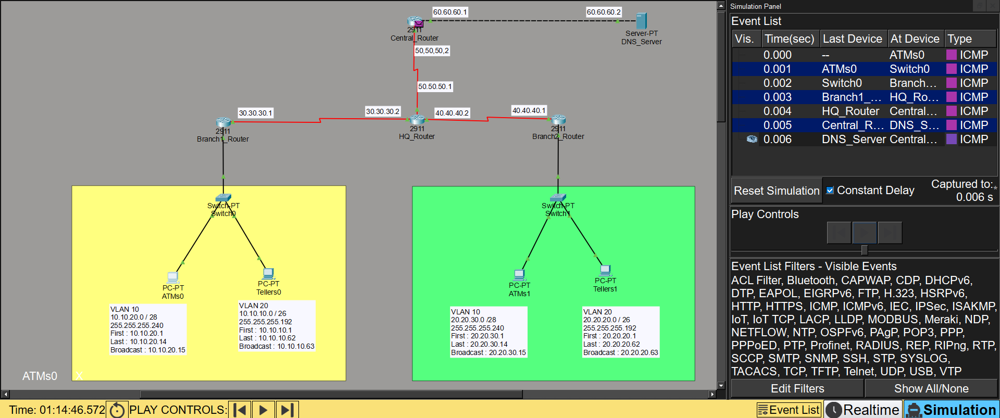 60.60.60.1
60.60.60.2
2911
Central_Router
Server-PT
DNS_Server
50,50,50,2
50.50.50.1
30.30.30.1
30.30.30.2
40.40.40.2
40.40.40.1
2911
Branch1_Router
2911
HQ_Router
2911
Branch2_Router
Switch-PT
Switch0
Switch-PT
Switch1
PC-PT
ATMs0
PC-PT
Tellers0
PC-PT
ATMs1
PC-PT
Tellers1
VLAN 10
10.10.20.0 / 28
255.255.255.240
First : 10.10.20.1
Last : 10.10.20.14
Broadcast : 10.10.20.15
VLAN 20
10.10.10.0 / 26
255.255.255.192
First : 10.10.10.1
Last : 10.10.10.62
Broadcast : 10.10.10.63
VLAN 10
20.20.30.0 /28
255.255.255.240
First : 20.20.30.1
Last : 20.20.30.14
Broadcast : 20.20.30.15
VLAN 20
20.20.20.0 / 26
255.255.255.192
First : 20.20.20.1
Last : 20.20.20.62
Broadcast : 20.20.20.63
ATMs0 X
Simulation Panel
Event List
Vis. Time(sec) Last Device At Device Type
0.000 -- ATMs0 ICMP
0.001 ATMs0 Switch0 ICMP
0.002 Switch0 Branch... ICMP
0.003 Branch1_... HQ_Ro... ICMP
0.004 HQ_Router Central... ICMP
0.005 Central_R... DNS_S... ICMP
0.006 DNS_Server Central... ICMP
Reset Simulation Constant Delay Captured to:*
0.006 s
Play Controls
Event List Filters - Visible Events
ACL Filter, Bluetooth, CAPWAP, CDP, DHCPv6,
DTP, EAPOL, EIGRPv6, FTP, H.323, HSRPv6,
HTTP, HTTPS, ICMP, ICMPv6, IEC, IPSec, ISAKMP,
IoT, IoT TCP, LACP, LLDP, MODBUS, Meraki, NDP,
NETFLOW, NTP, OSPFv6, PAgP, POP3, PPP,
PPPoED, PTP, Profinet, RADIUS, REP, RIPng, RTP,
SCCP, SMTP, SNMP, SSH, STP, SYSLOG,
TACACS, TCP, TFTP, Telnet, UDP, USB, VTP
Edit Filters Show All/None
Time: 01:14:46.572 PLAY CONTROLS: Event List Realtime Simulation